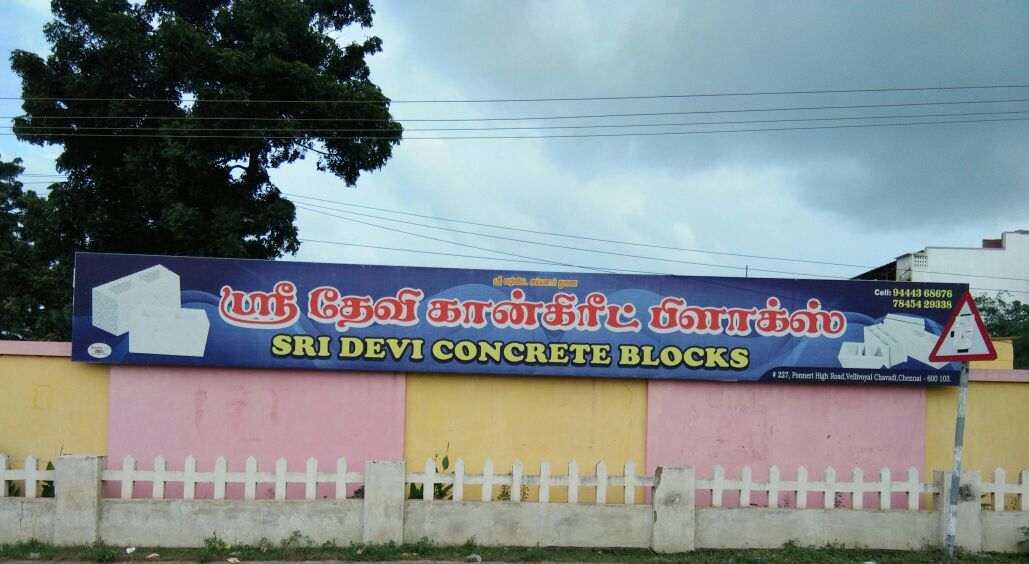 ஸ்ரீ தேவி கான்கிரீட் பிளாக்ஸ்
SRI DEVI CONCRETE BLOCKS
Cell: 94443 68676
78454 29338
# 227, Ponneri High Road,Vellivoyal Chavadi,Chennai - 600 103.